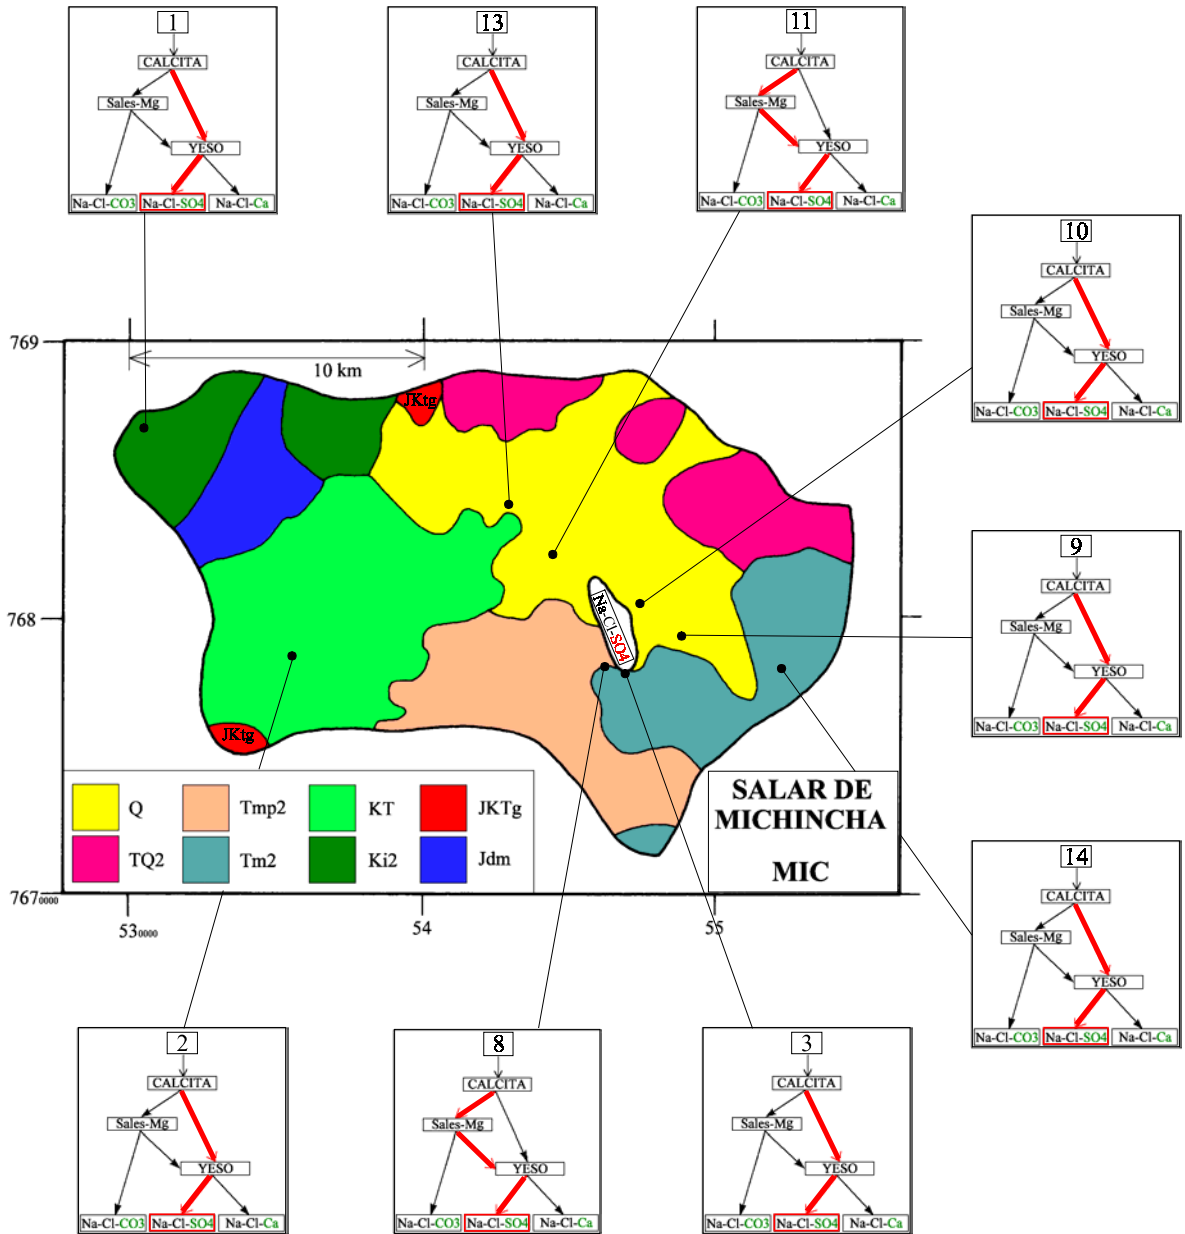 1
CALCITA
Sales-Mg
YESO
Na-Cl-CO3 Na-Cl-SO4 Na-Cl-Ca
13
CALCITA
Sales-Mg
YESO
Na-Cl-CO3 Na-Cl-SO4 Na-Cl-Ca
11
CALCITA
Sales-Mg
YESO
Na-Cl-CO3 Na-Cl-SO4 Na-Cl-Ca
10
CALCITA
Sales-Mg
YESO
Na-Cl-CO3 Na-Cl-SO4 Na-Cl-Ca
9
CALCITA
Sales-Mg
YESO
Na-Cl-CO3 Na-Cl-SO4 Na-Cl-Ca
14
CALCITA
Sales-Mg
YESO
Na-Cl-CO3 Na-Cl-SO4 Na-Cl-Ca
769
10 km
JKtg
768
Na-Cl-SO4
JKtg
Q Tmp2 KT JKTg
TQ2 Tm2 Ki2 Jdm
SALAR DE
MICHINCHA
MIC
7670000
530000 54 55
2
CALCITA
Sales-Mg
YESO
Na-Cl-CO3 Na-Cl-SO4 Na-Cl-Ca
8
CALCITA
Sales-Mg
YESO
Na-Cl-CO3 Na-Cl-SO4 Na-Cl-Ca
3
CALCITA
Sales-Mg
YESO
Na-Cl-CO3 Na-Cl-SO4 Na-Cl-Ca